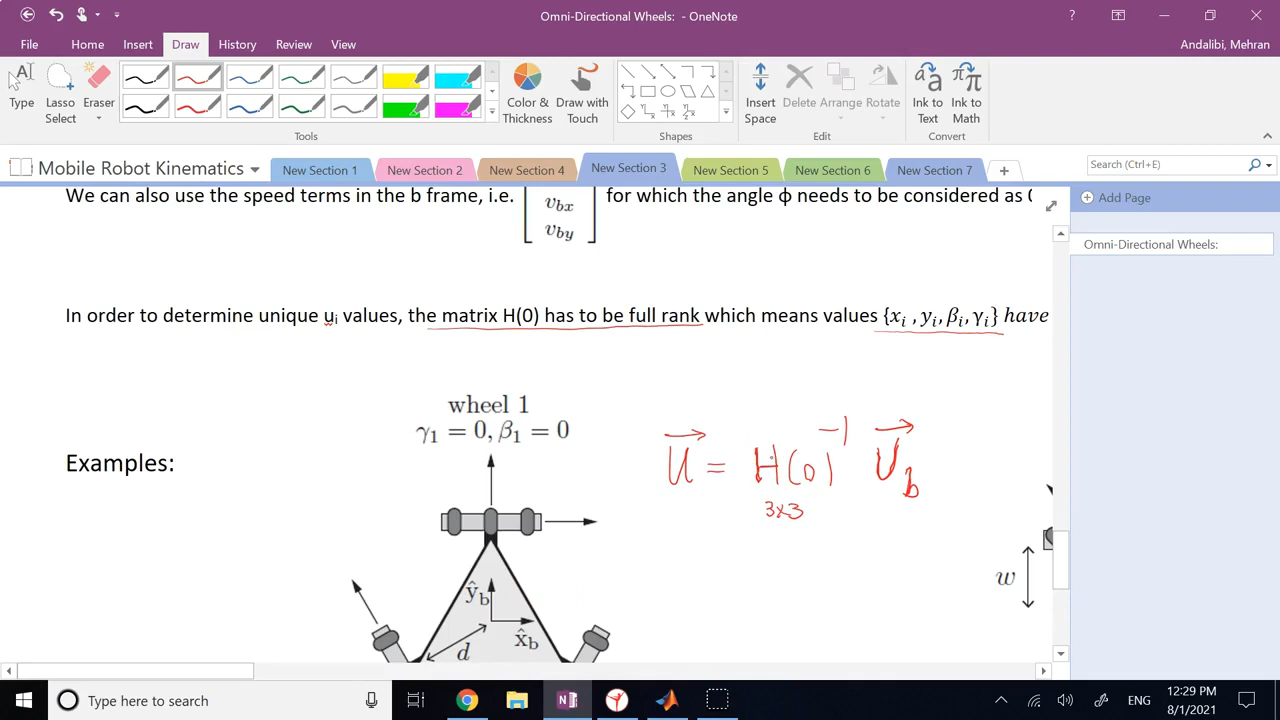 Omni-Directional Wheels: - OneNote
Andalibi, Mehran
File Home Insert Draw History Review View
Type
Lasso Select
Eraser
Color & Thickness
Draw with Touch
Insert Space
Delete Arrange Rotate
Ink to Text
Ink to Math
Tools Shapes Edit Convert
Mobile Robot Kinematics
New Section 1 New Section 2 New Section 4 New Section 3 New Section 5 New Section 6 New Section 7
Search (Ctrl+E)
Add Page
Omni-Directional Wheels:
We can also use the speed terms in the b frame, i.e. [v_bx v_by] for which the angle ϕ needs to be considered as 0
In order to determine unique u_i values, the matrix H(0) has to be full rank which means values {x_i , y_i, β_i, γ_i} have
wheel 1
γ₁ = 0, β₁ = 0
Examples:
U = H(0)⁻¹ U_b
3x3
w
ŷ_b
x̂_b
d
Type here to search
ENG
12:29 PM
8/1/2021